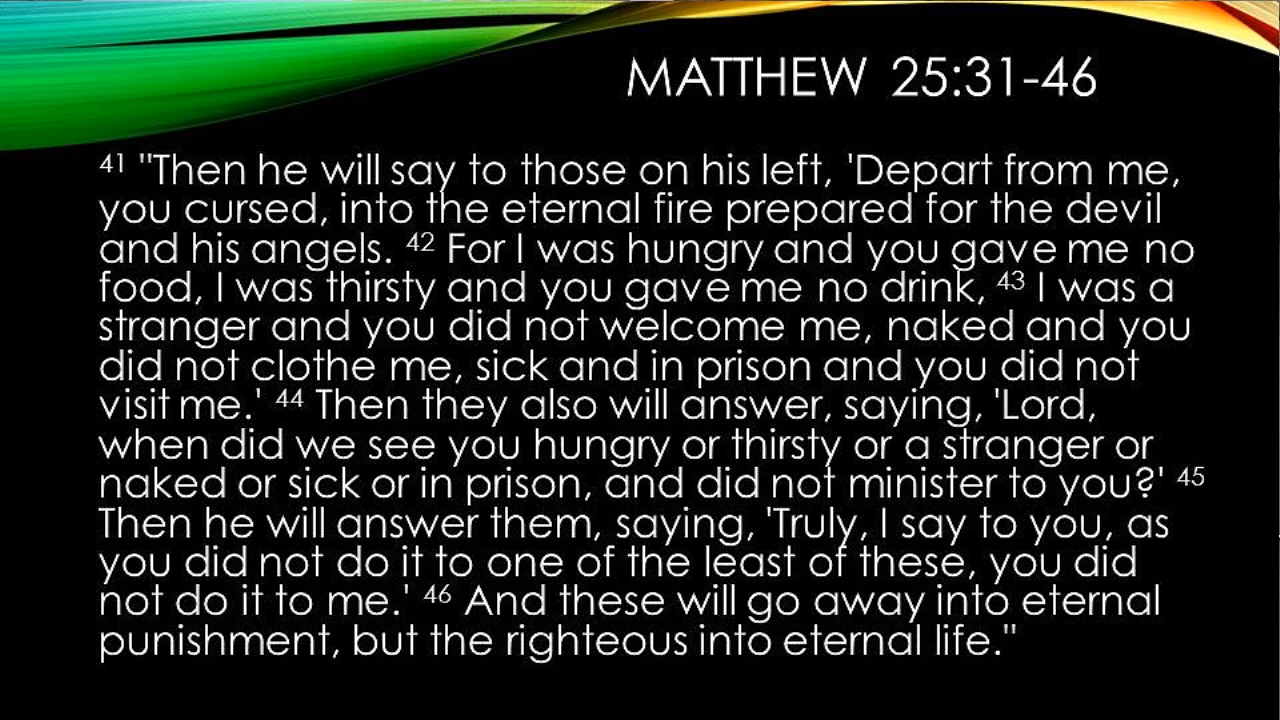 MATTHEW 25:31-46
41 "Then he will say to those on his left, 'Depart from me,
you cursed, into the eternal fire prepared for the devil
and his angels. 42 For I was hungry and you gave me no
food, I was thirsty and you gave me no drink, 43 I was a
stranger and you did not welcome me, naked and you
did not clothe me, sick and in prison and you did not
visit me.' 44 Then they also will answer, saying, 'Lord,
when did we see you hungry or thirsty or a stranger or
naked or sick or in prison, and did not minister to you?' 45
Then he will answer them, saying, 'Truly, I say to you, as
you did not do it to one of the least of these, you did
not do it to me.' 46 And these will go away into eternal
punishment, but the righteous into eternal life."